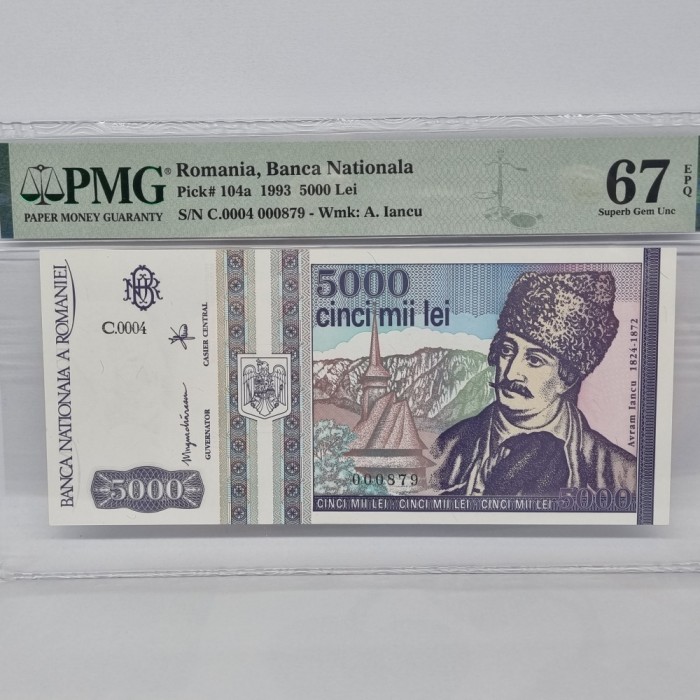 PMG®
PAPER MONEY GUARANTY
Romania, Banca Nationala
Pick# 104a 1993 5000 Lei
S/N C.0004 000879 - Wmk: A. Iancu
67
EPQ
Superb Gem Unc
BANCA NATIONALA A ROMANIEI
C.0004
GUVERNATOR
CASIER CENTRAL
5000
5000
cinci mii lei
Avram Iancu 1824-1872
000879
CINCI MII LEI CINCI MII LEI CINCI MII LEI 5000